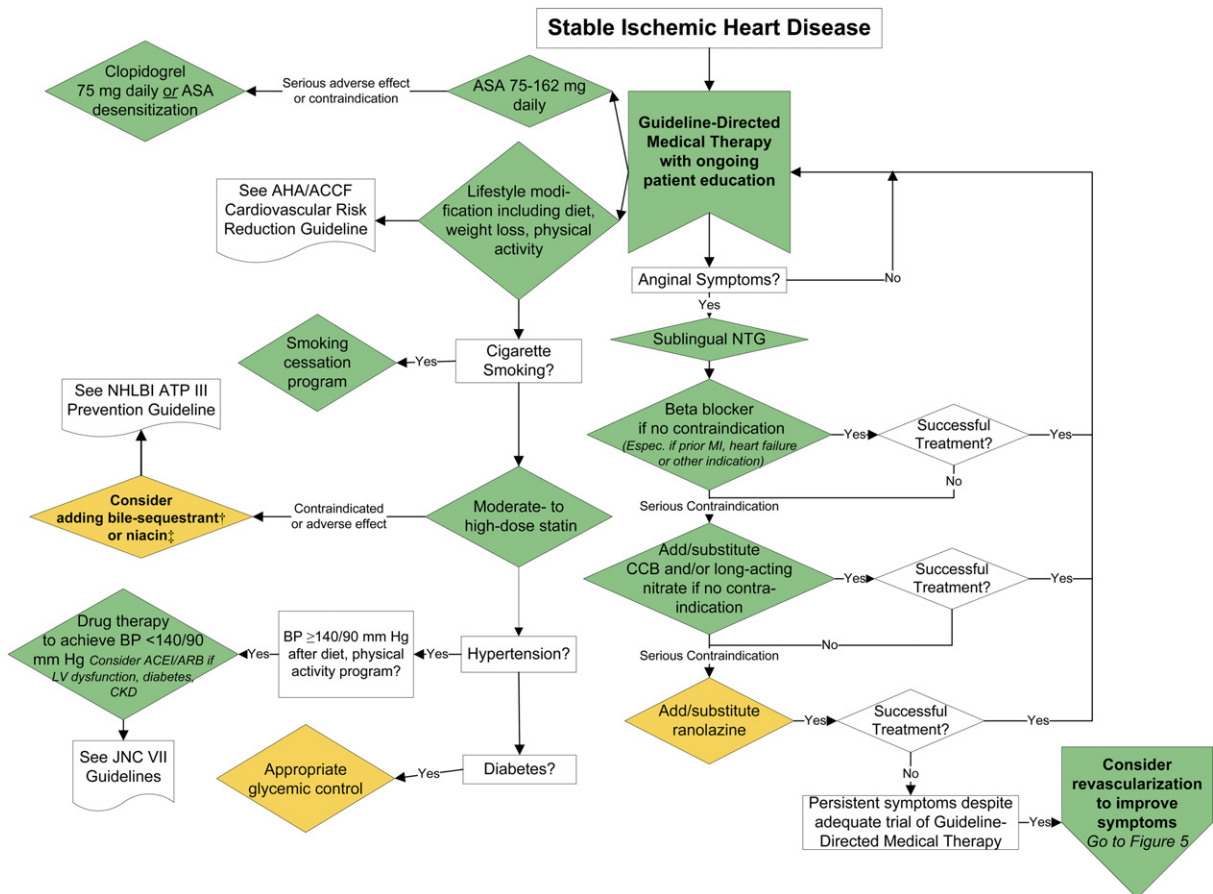 Stable Ischemic Heart Disease
Clopidogrel
75 mg daily or ASA
desensitization
Serious adverse effect
or contraindication
ASA 75-162 mg
daily
Guideline-Directed
Medical Therapy
with ongoing
patient education
See AHA/ACCF
Cardiovascular Risk
Reduction Guideline
Lifestyle modi-
fication including diet,
weight loss, physical
activity
Anginal Symptoms?
No
Yes
Sublingual NTG
Smoking
cessation
program
Yes
Cigarette
Smoking?
See NHLBI ATP III
Prevention Guideline
Beta blocker
if no contraindication
(Espec. if prior MI, heart failure
or other indication)
Yes
Successful
Treatment?
Yes
No
Serious Contraindication
Consider
adding bile-sequestrant†
or niacin‡
Contraindicated
or adverse effect
Moderate- to
high-dose statin
Add/substitute
CCB and/or long-acting
nitrate if no contra-
indication
Yes
Successful
Treatment?
Yes
No
Serious Contraindication
Drug therapy
to achieve BP <140/90
mm Hg Consider ACEI/ARB if
LV dysfunction, diabetes,
CKD
Yes
BP ≥140/90 mm Hg
after diet, physical
activity program?
Yes
Hypertension?
See JNC VII
Guidelines
Appropriate
glycemic control
Yes
Diabetes?
Add/substitute
ranolazine
Yes
Successful
Treatment?
Yes
No
Persistent symptoms despite
adequate trial of Guideline-
Directed Medical Therapy
Yes
Consider
revascularization
to improve
symptoms
Go to Figure 5